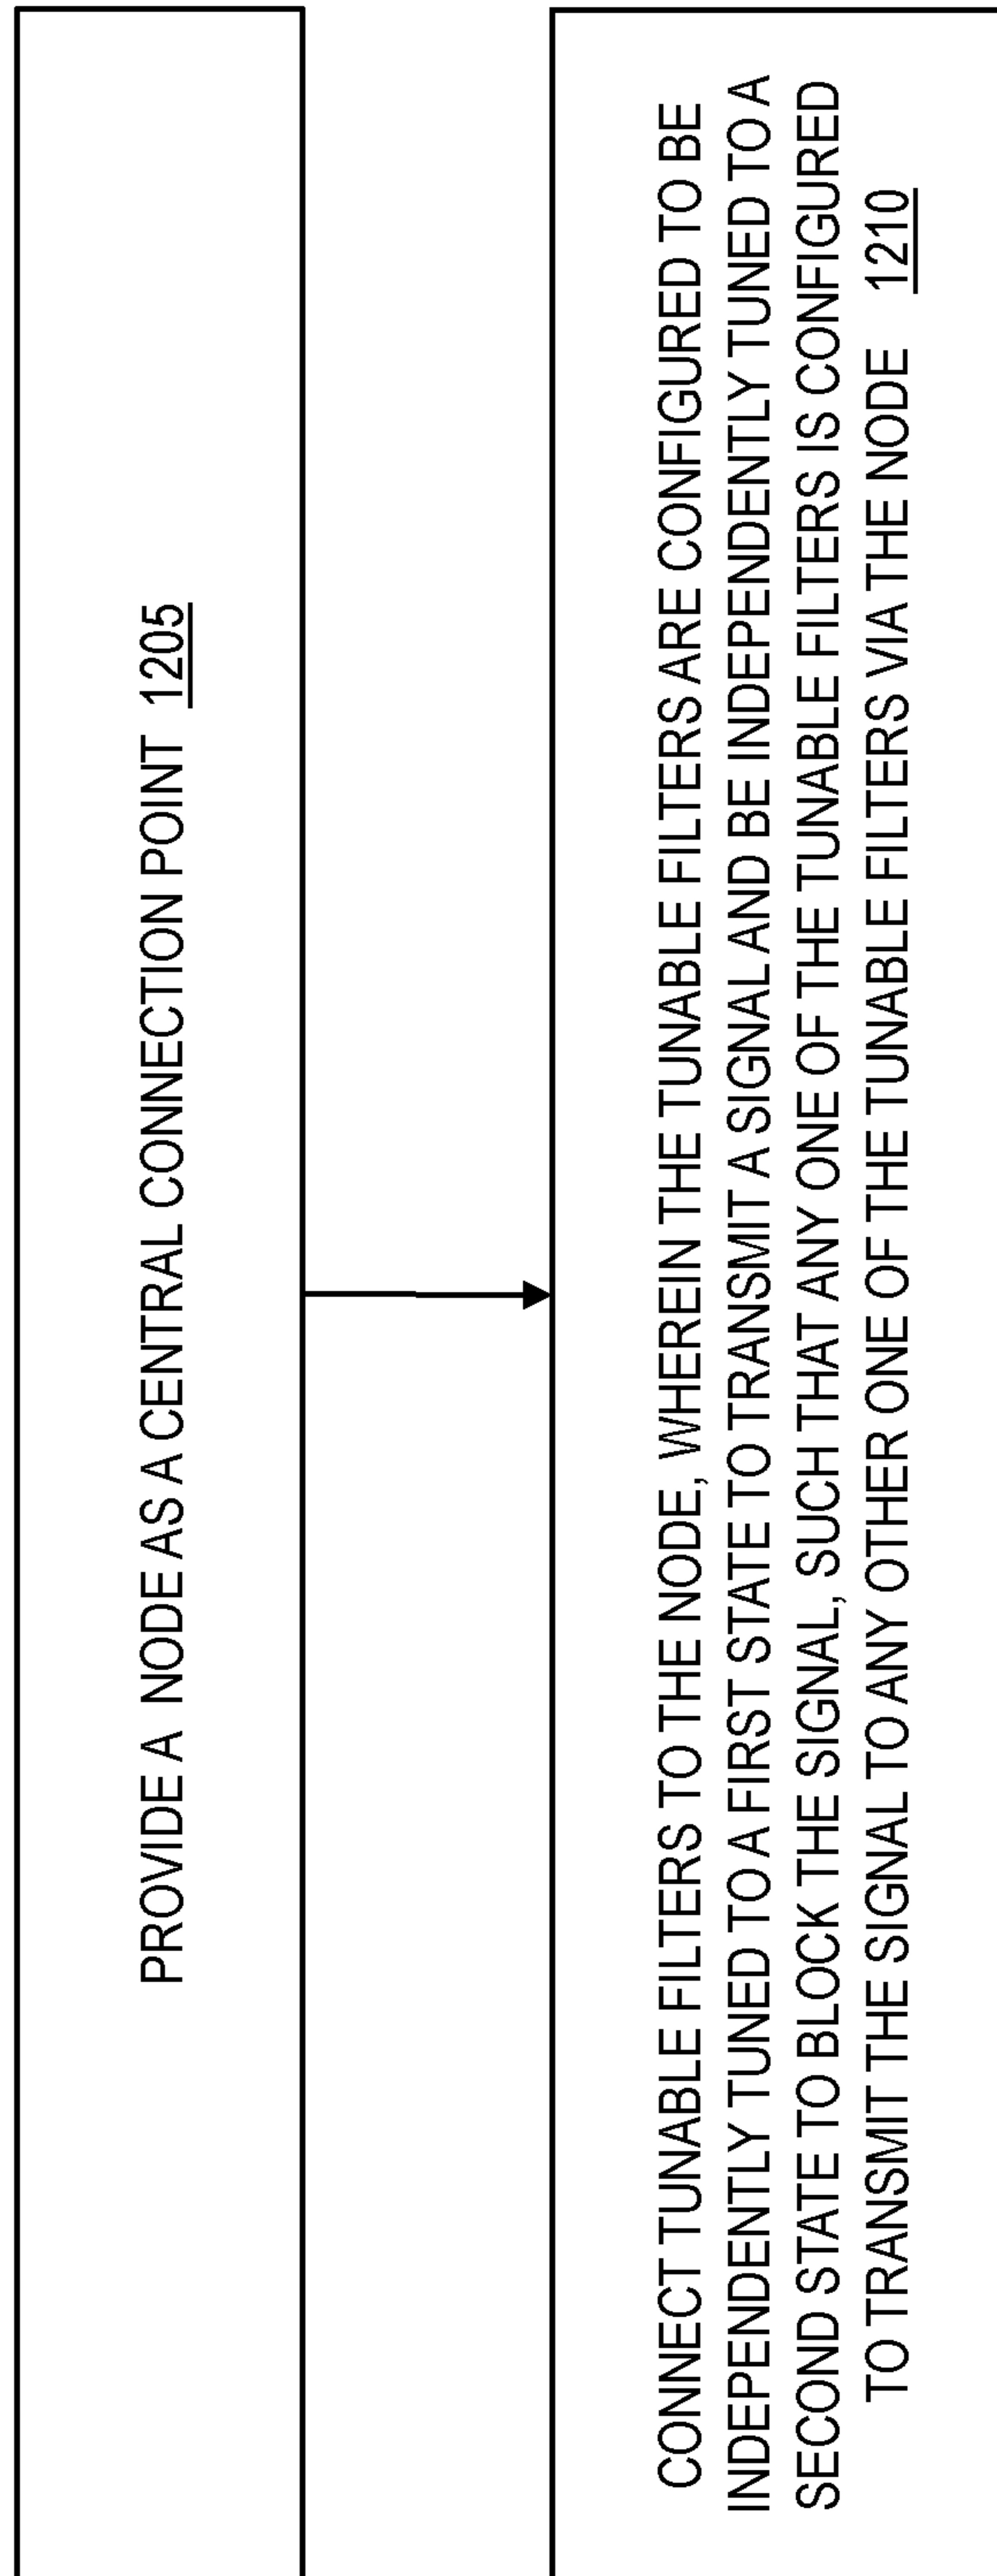 PROVIDE A NODE AS A CENTRAL CONNECTION POINT 1205
CONNECT TUNABLE FILTERS TO THE NODE, WHEREIN THE TUNABLE FILTERS ARE CONFIGURED TO BE
INDEPENDENTLY TUNED TO A FIRST STATE TO TRANSMIT A SIGNAL AND BE INDEPENDENTLY TUNED TO A
SECOND STATE TO BLOCK THE SIGNAL, SUCH THAT ANY ONE OF THE TUNABLE FILTERS IS CONFIGURED
TO TRANSMIT THE SIGNAL TO ANY OTHER ONE OF THE TUNABLE FILTERS VIA THE NODE 1210